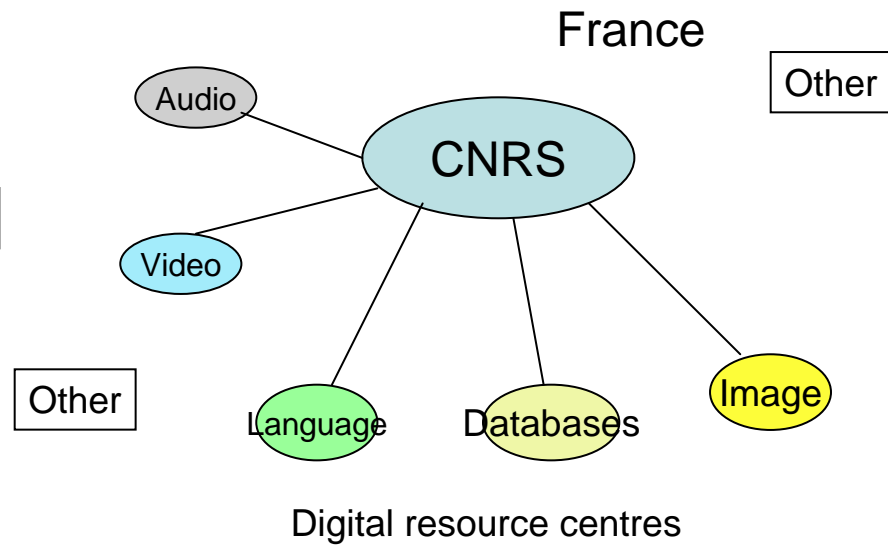 France
Other
Audio
CNRS
Video
Other
Language
Databases
Image
Digital resource centres